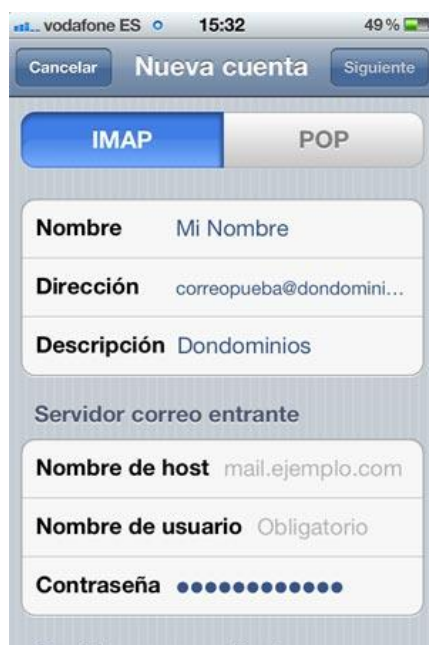 vodafone ES 15:32 49 %
Cancelar Nueva cuenta Siguiente
IMAP POP
Nombre Mi Nombre
Dirección correopueba@dondomini...
Descripción Dondominios
Servidor correo entrante
Nombre de host mail.ejemplo.com
Nombre de usuario Obligatorio
Contraseña ●●●●●●●●●●●●